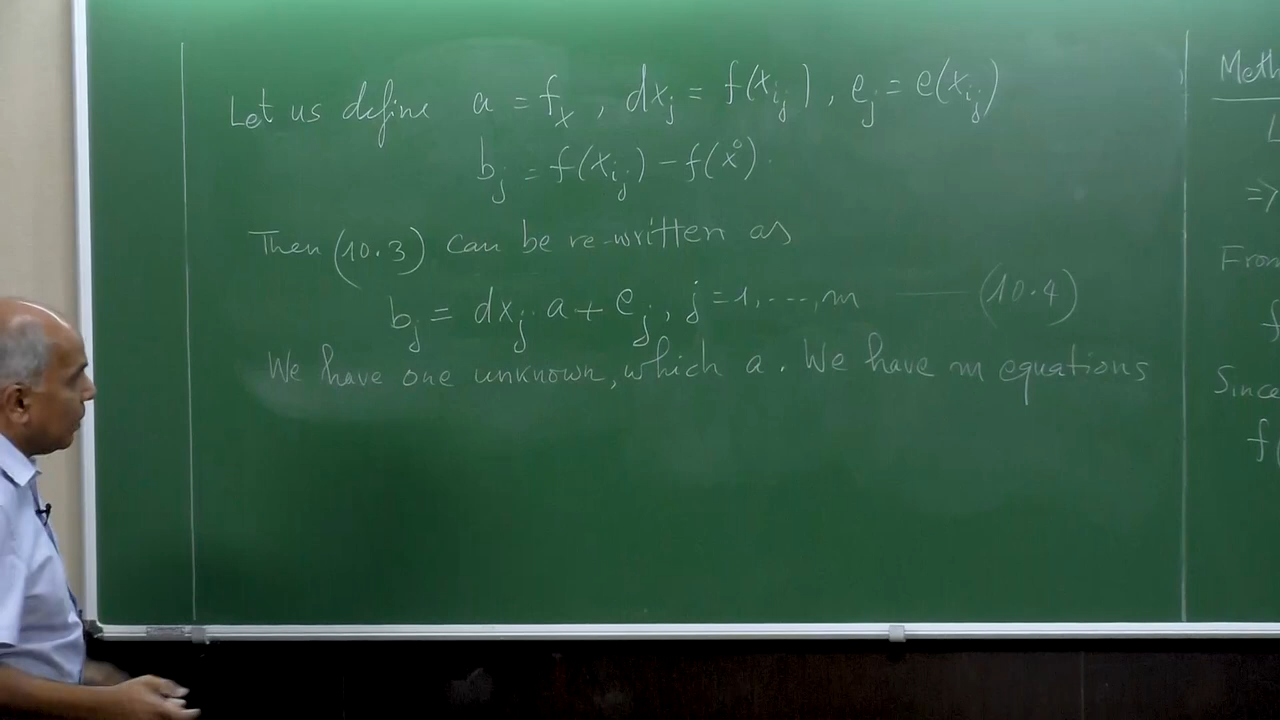 Let us define a = f_x , dx_j = f(x_{i_j}) , e_j = e(x_{i_j})
b_j = f(x_{i_j}) - f(x^0).
Then (10.3) can be re-written as
b_j = dx_j . a + e_j , j = 1, ..., m —— (10.4)
We have one unknown, which a. We have m equations
Meth
L
=>
From
f
Since
f(